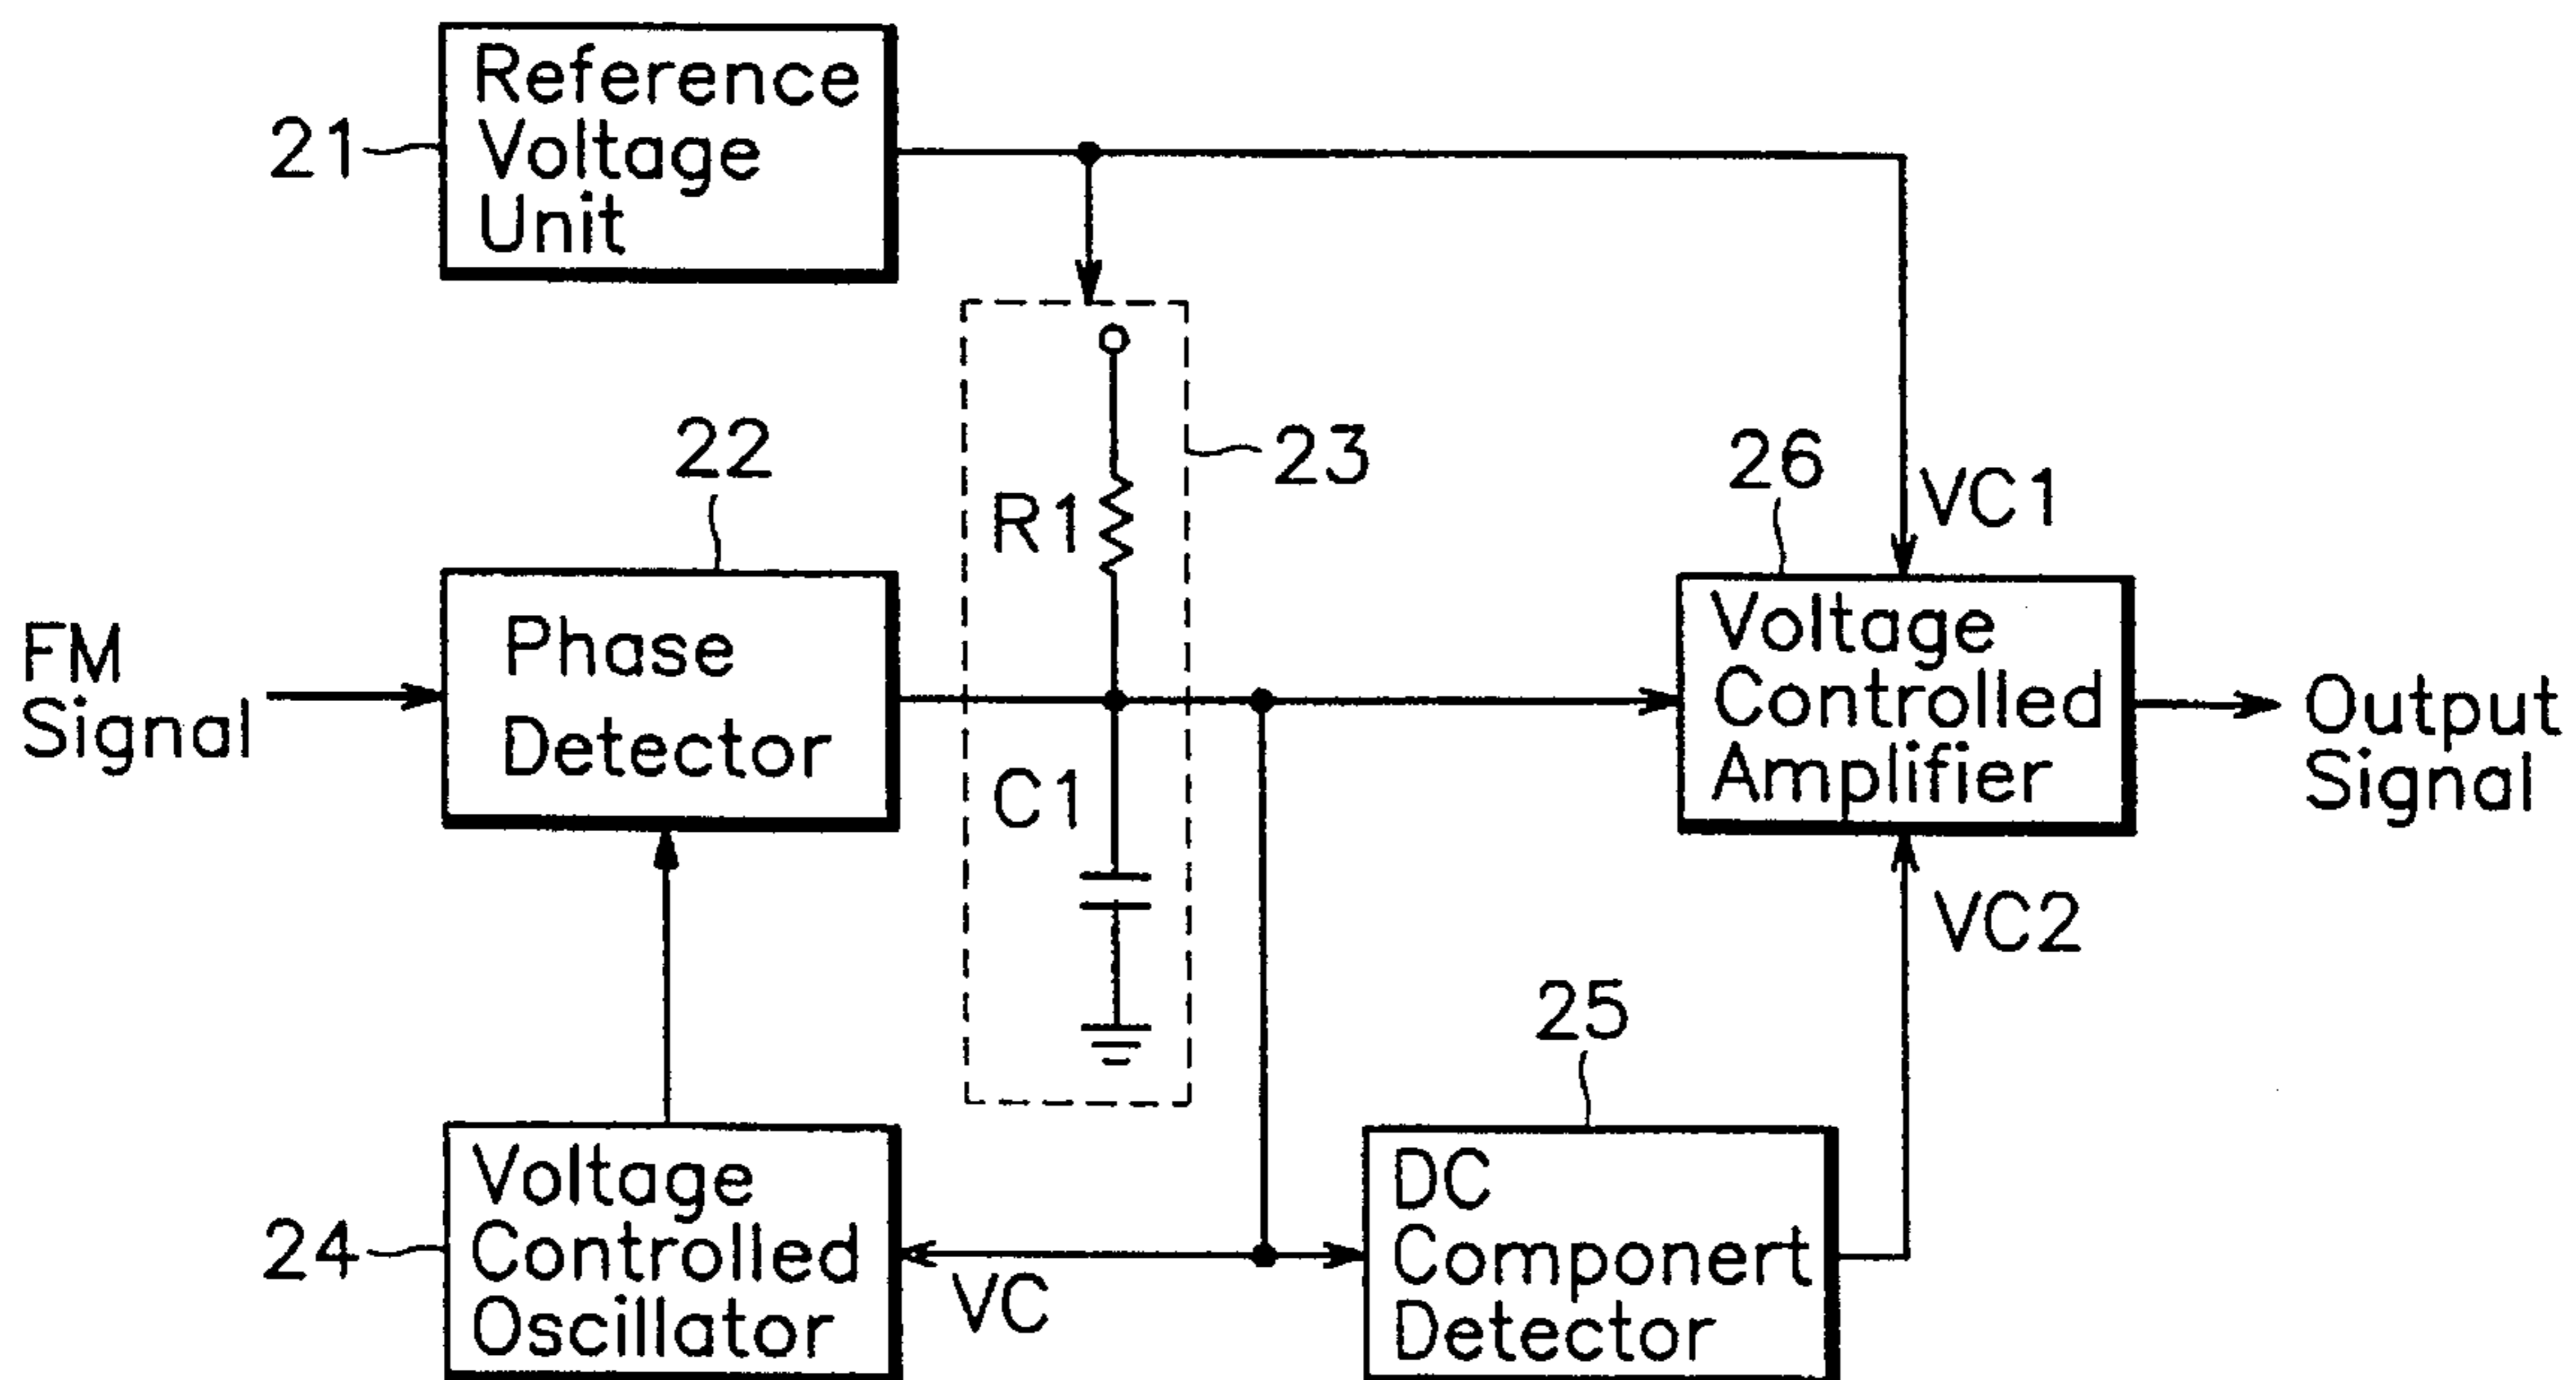 Reference
Voltage
Unit
21
22
23
26
VC1
R1
FM
Signal
Phase
Detector
Voltage
Controlled
Amplifier
Output
Signal
C1
VC2
25
24
Voltage
Controlled
Oscillator
VC
DC
Componert
Detector